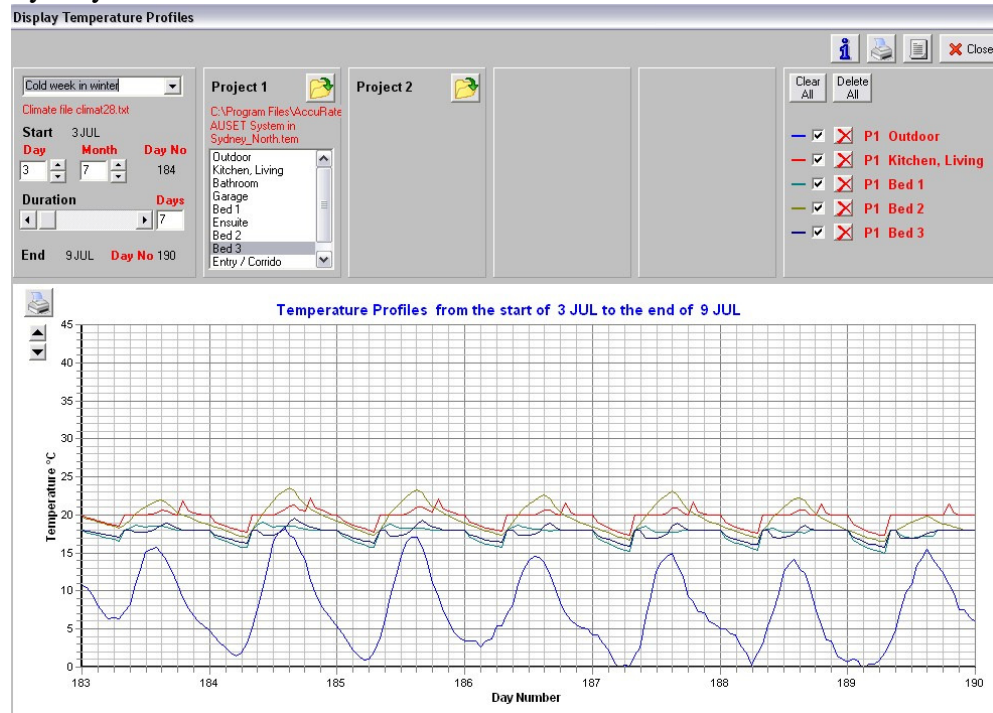 Display Temperature Profiles
Close
Cold week in winter
Climate file climat28.txt
Start 3 JUL
Day Month Day No
3 7 184
Duration Days
7
End 9 JUL Day No 190
Project 1
C:\Program Files\AccuRate
AUSET System in
Sydney_North.tem
Outdoor
Kitchen, Living
Bathroom
Garage
Bed 1
Ensuite
Bed 2
Bed 3
Entry / Corrido
Project 2
Clear
All
Delete
All
P1 Outdoor
P1 Kitchen, Living
P1 Bed 1
P1 Bed 2
P1 Bed 3
Temperature Profiles from the start of 3 JUL to the end of 9 JUL
45
40
35
30
25
20
15
10
5
0
Temperature °C
183 184 185 186 187 188 189 190
Day Number